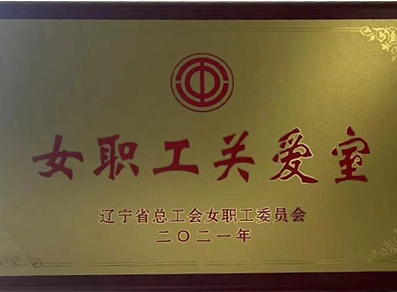 女职工关爱室
辽宁省总工会女职工委员会
二〇二一年